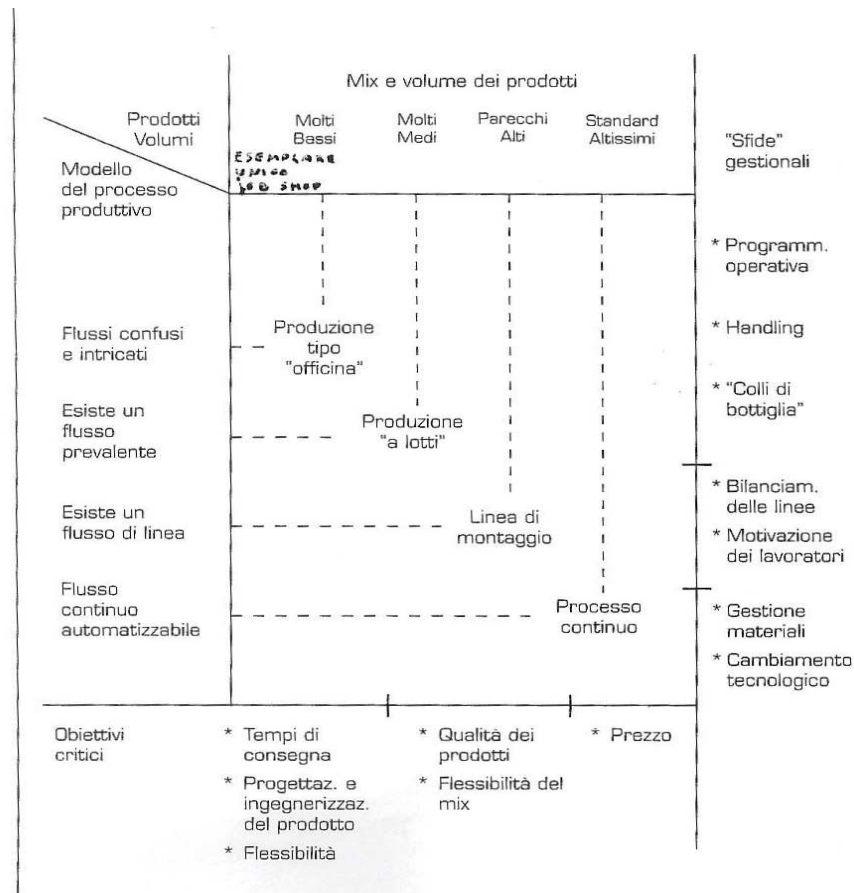 Mix e volume dei prodotti
Prodotti
Volumi
Molti
Bassi
Molti
Medi
Parecchi
Alti
Standard
Altissimi
"Sfide"
gestionali
ESEMPLARE
UNICO
JOB SHOP
Modello
del processo
produttivo
* Programm.
operativa
Flussi confusi
e intricati
Produzione
tipo
"officina"
* Handling
Esiste un
flusso
prevalente
Produzione
"a lotti"
* "Colli di
bottiglia"
Esiste un
flusso di linea
Linea di
montaggio
* Bilanciam.
delle linee
* Motivazione
dei lavoratori
Flusso
continuo
automatizzabile
Processo
continuo
* Gestione
materiali
* Cambiamento
tecnologico
Obiettivi
critici
* Tempi di
consegna
* Progettaz. e
ingegnerizzaz.
del prodotto
* Flessibilità
* Qualità dei
prodotti
* Flessibilità del
mix
* Prezzo